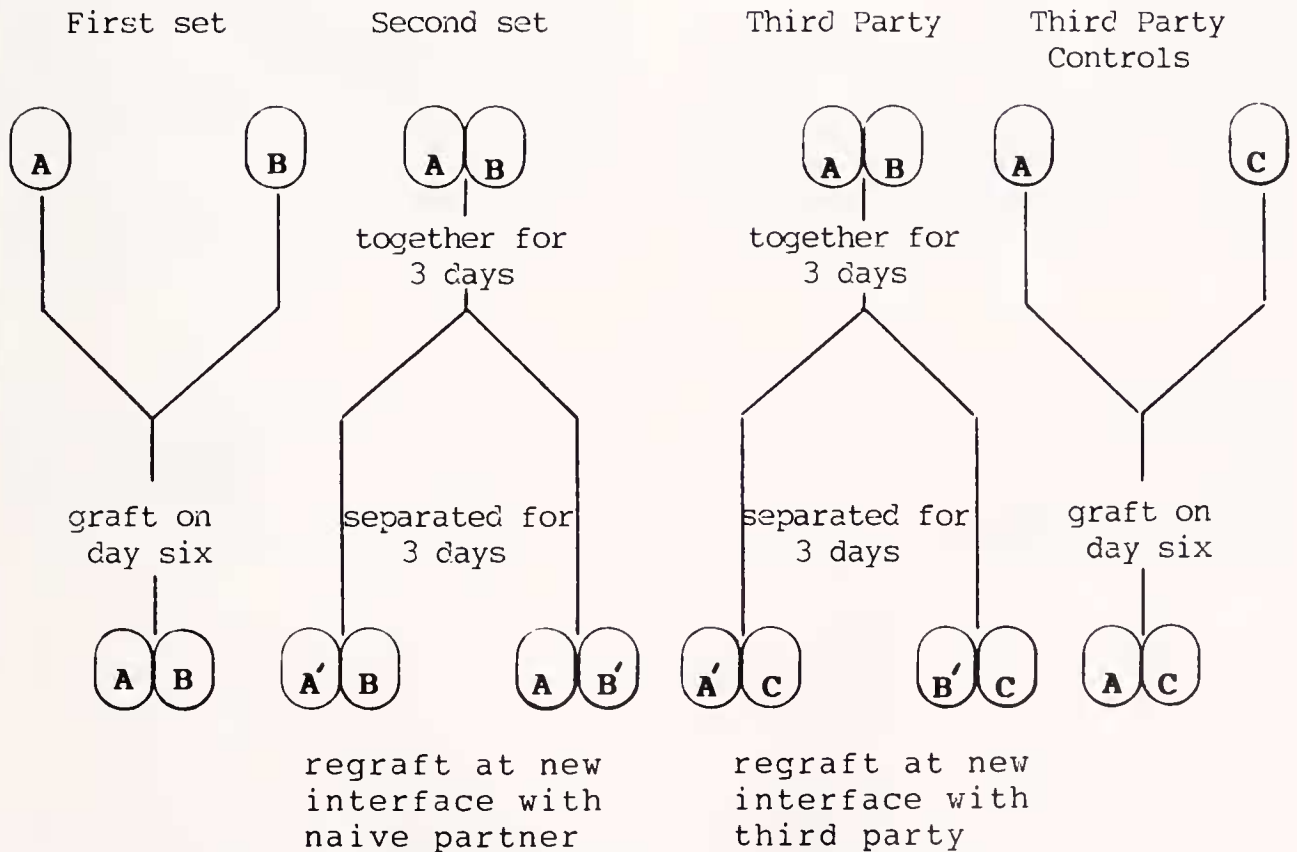 First set
Second set
Third Party
Third Party
Controls
A
B
A B
A B
A
C
together for
3 days
together for
3 days
graft on
day six
separated for
3 days
separated for
3 days
graft on
day six
A B
A′ B
A B′
A′ C
B′ C
A C
regraft at new
interface with
naive partner
regraft at new
interface with
third party